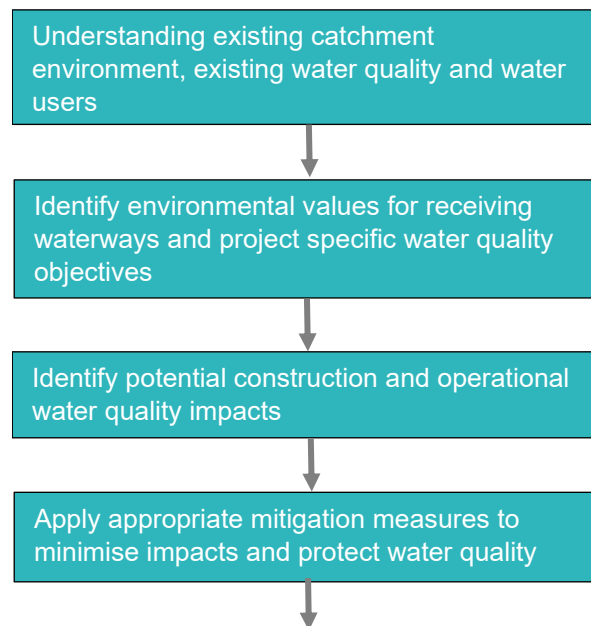 Understanding existing catchment
environment, existing water quality and water
users
Identify environmental values for receiving
waterways and project specific water quality
objectives
Identify potential construction and operational
water quality impacts
Apply appropriate mitigation measures to
minimise impacts and protect water quality